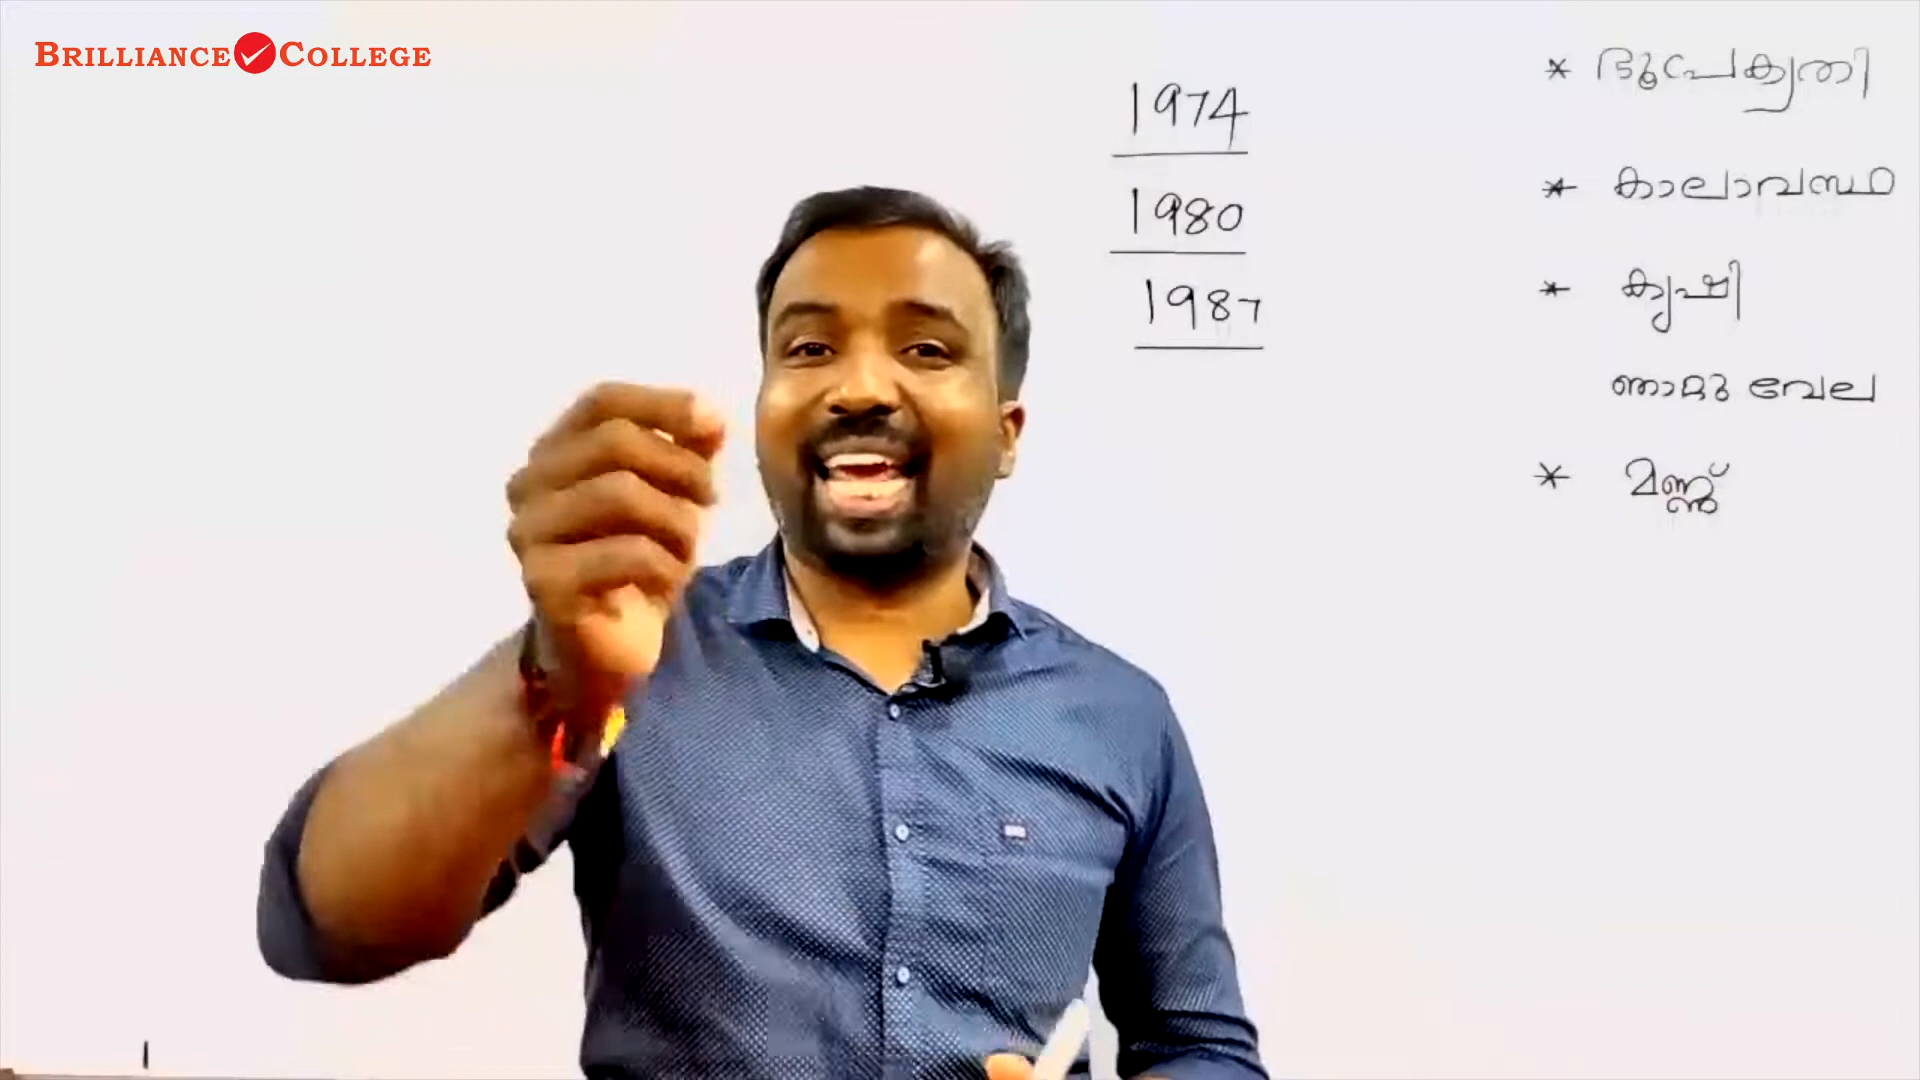 BRILLIANCE COLLEGE
1974
1980
1987
* ഭൂപ്രകൃതി
* കാലാവസ്ഥ
* കൃഷി
ഞാറ്റു വേല
* മണ്ണ്